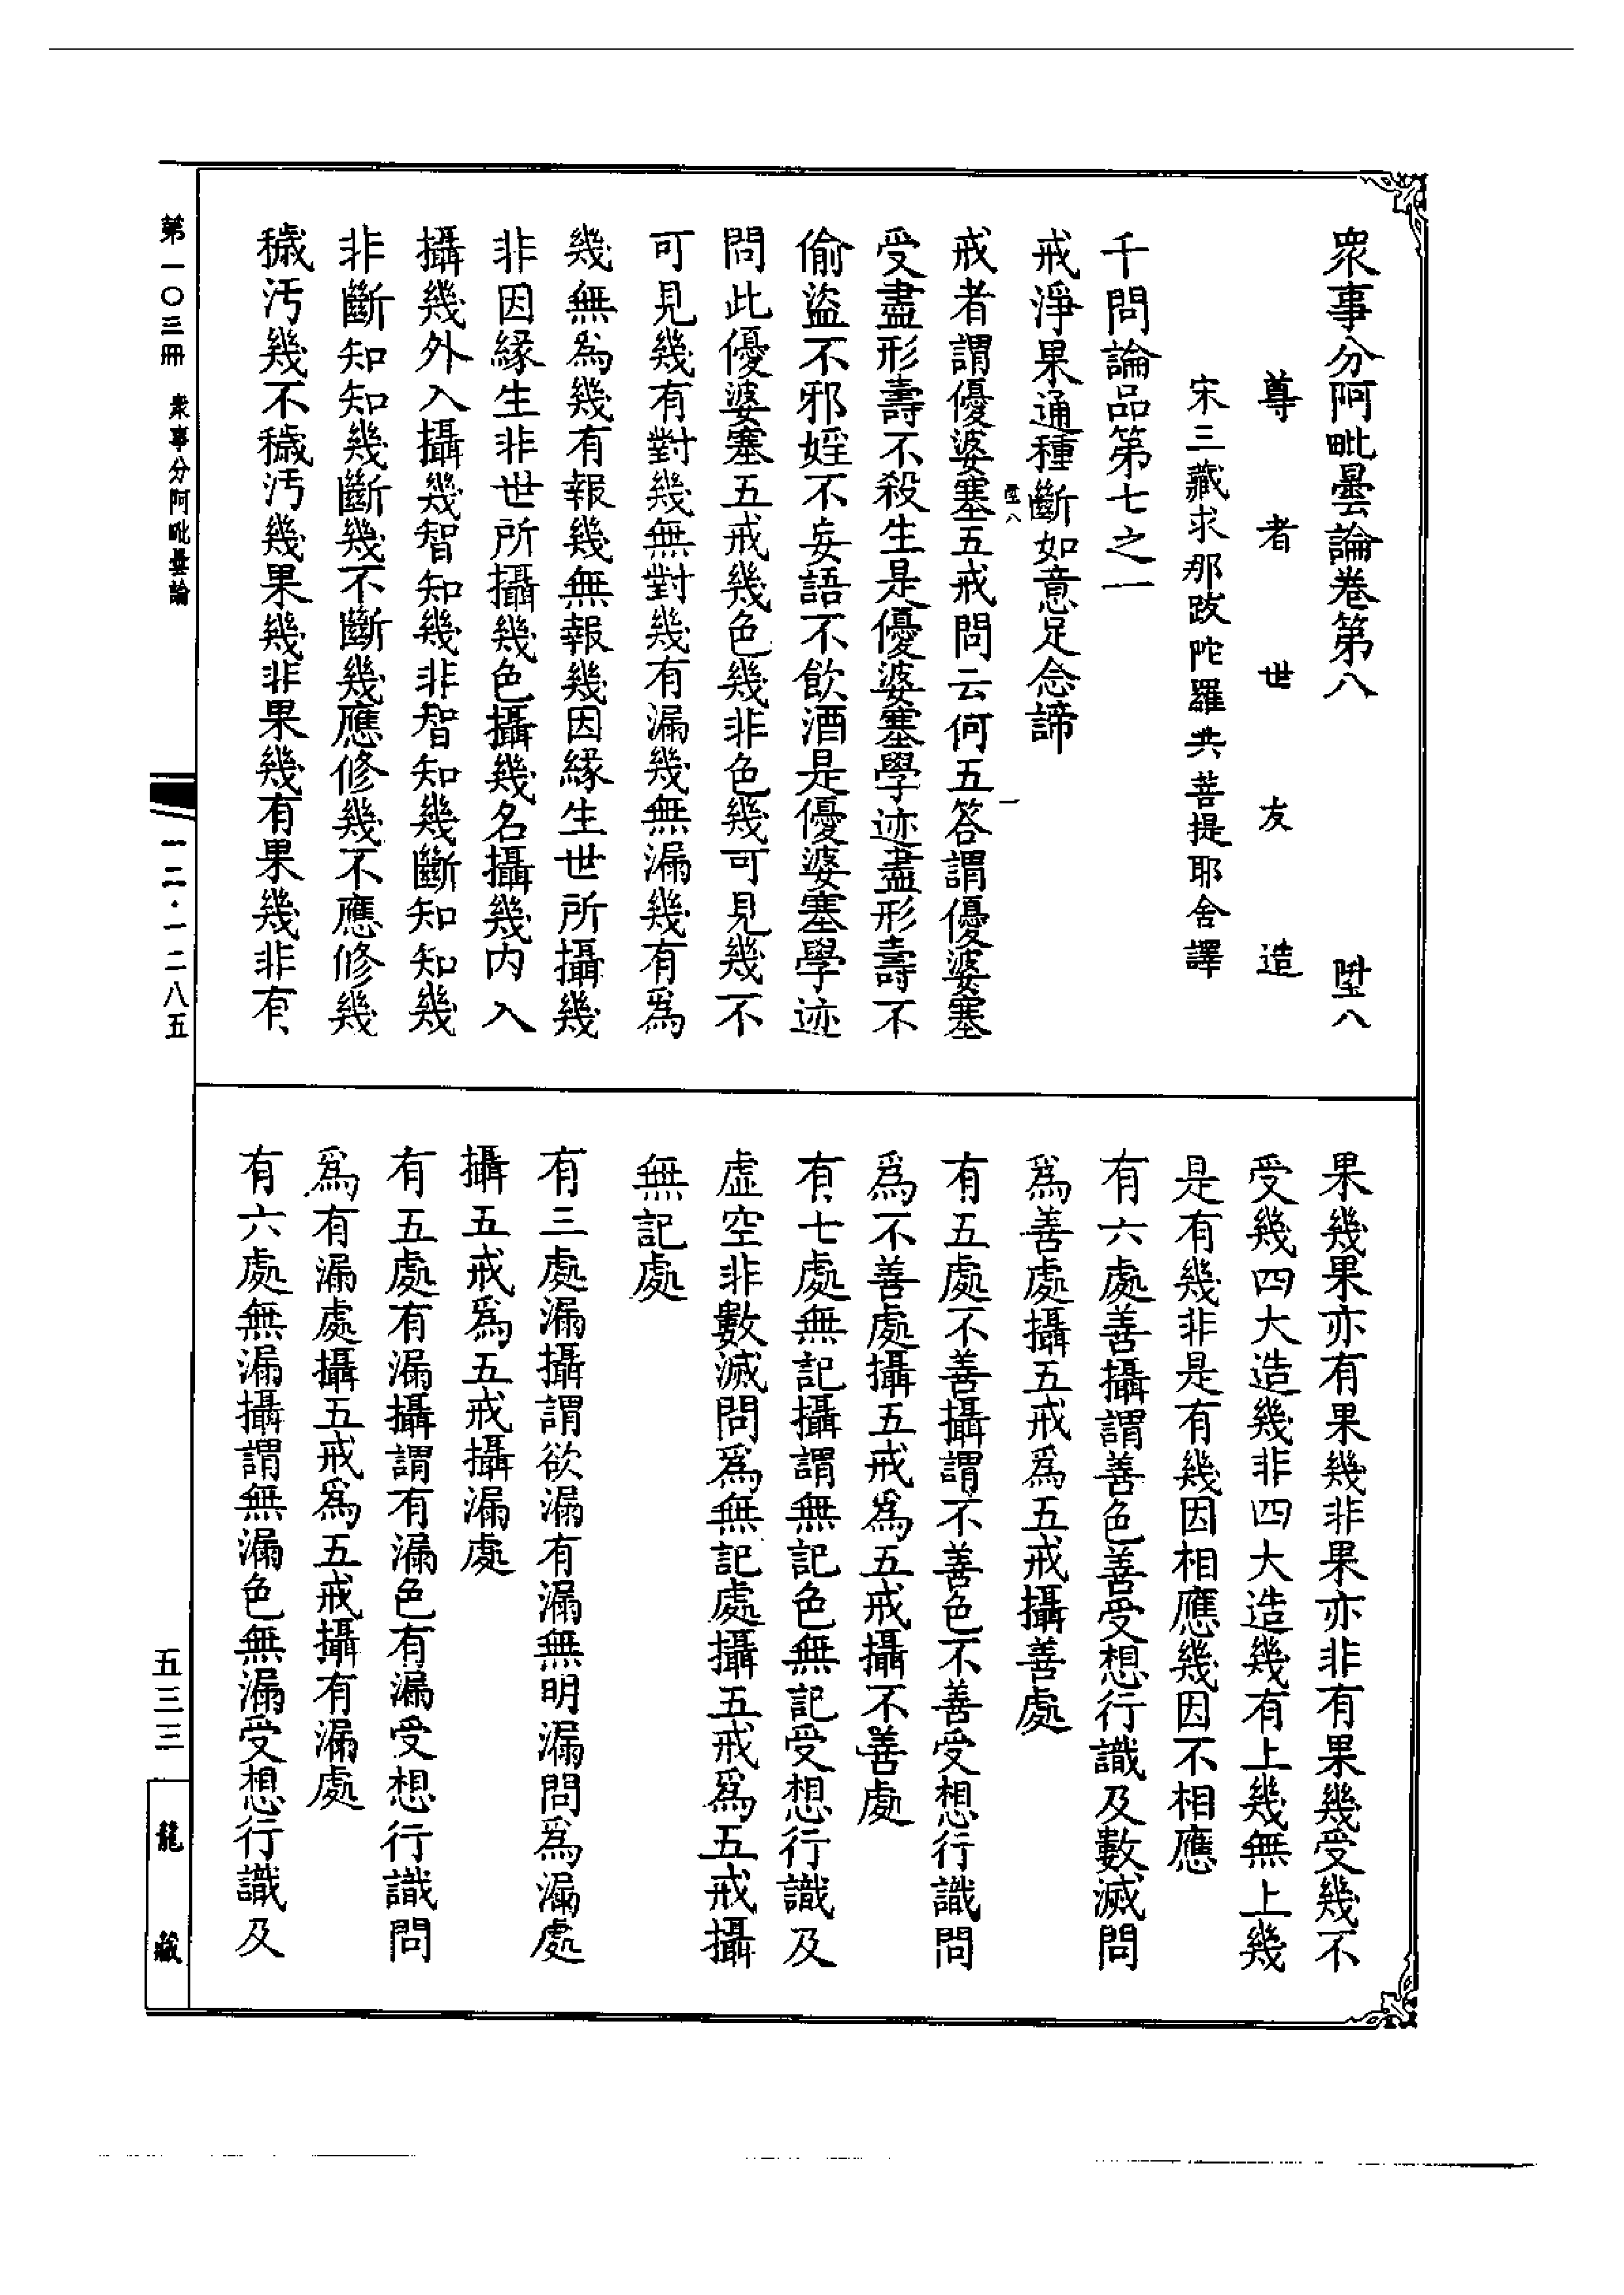 衆事分阿毗曇論卷第八 陞八
尊者世友造
宋三藏求那跋陀羅共菩提耶舍譯
千問論品第七之一
戒淨果通種斷如意足念諦
戒者謂優婆塞五戒問云何五答謂優婆塞
陞八 一
受盡形壽不殺生是優婆塞學迹盡形壽不
偷盜不邪婬不妄語不飲酒是優婆塞學迹
問此優婆塞五戒幾色幾非色幾可見幾不
可見幾有對幾無對幾有漏幾無漏幾有爲
幾無爲幾有報幾無報幾因緣生世所攝幾
非因緣生非世所攝幾色攝幾名攝幾內入
攝幾外入攝幾智知幾非智知幾斷知知幾
非斷知知幾斷幾不斷幾應修幾不應修幾
穢汚幾不穢汚幾果幾非果幾有果幾非有
果幾果亦有果幾非果亦非有果幾受幾不
受幾四大造幾非四大造幾有上幾無上幾
是有幾非是有幾因相應幾因不相應
有六處善攝謂善色善受想行識及數滅問
爲善處攝五戒爲五戒攝善處
有五處不善攝謂不善色不善受想行識問
爲不善處攝五戒爲五戒攝不善處
有七處無記攝謂無記色無記受想行識及
虛空非數滅問爲無記處攝五戒爲五戒攝
無記處
有三處漏攝謂欲漏有漏無明漏問爲漏處
攝五戒爲五戒攝漏處
有五處有漏攝謂有漏色有漏受想行識問
爲有漏處攝五戒爲五戒攝有漏處
有六處無漏攝謂無漏色無漏受想行識及
第一〇三冊 衆事分阿毗曇論
一二·一二八五
五三三
龍藏